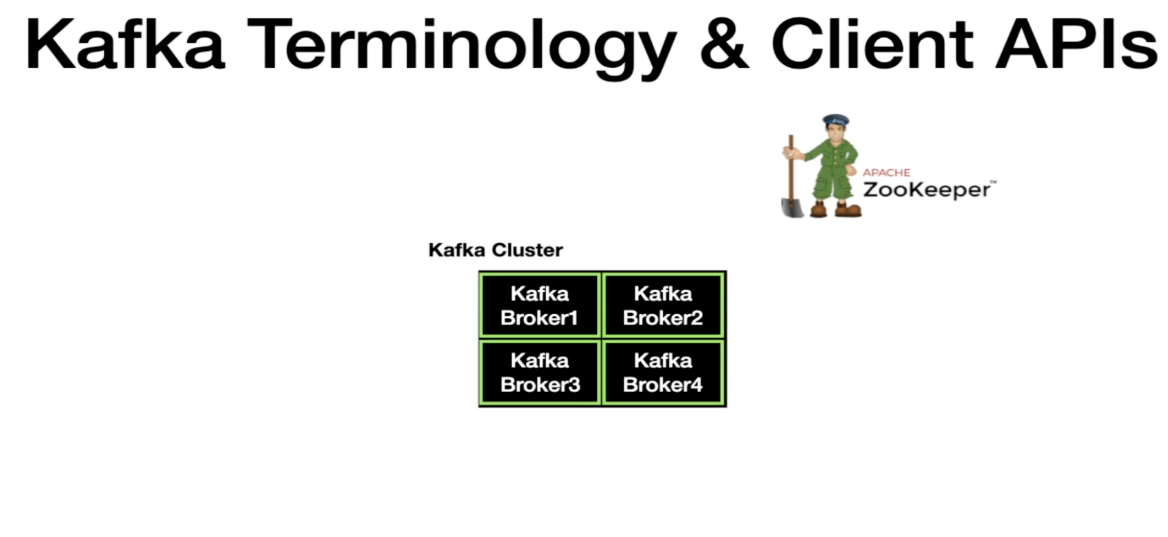 Kafka Terminology & Client APIs
APACHE
ZooKeeper™
Kafka Cluster
Kafka
Broker1
Kafka
Broker2
Kafka
Broker3
Kafka
Broker4